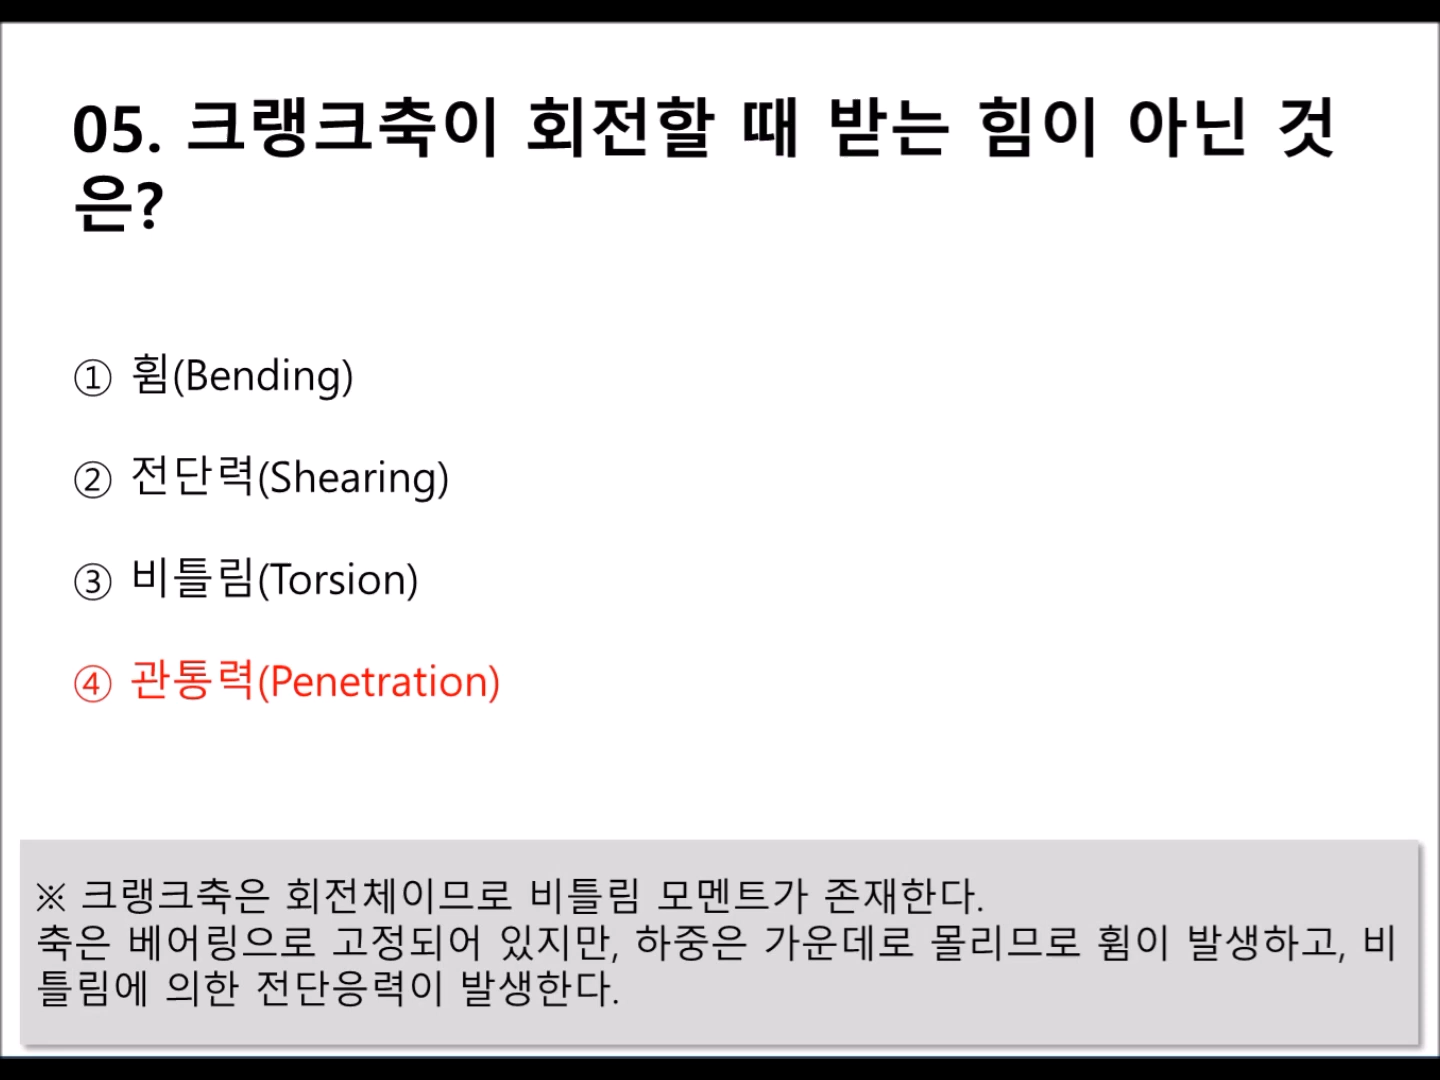 05. 크랭크축이 회전할 때 받는 힘이 아닌 것
은?
① 휨(Bending)
② 전단력(Shearing)
③ 비틀림(Torsion)
④ 관통력(Penetration)
※ 크랭크축은 회전체이므로 비틀림 모멘트가 존재한다.
축은 베어링으로 고정되어 있지만, 하중은 가운데로 몰리므로 휨이 발생하고, 비
틀림에 의한 전단응력이 발생한다.